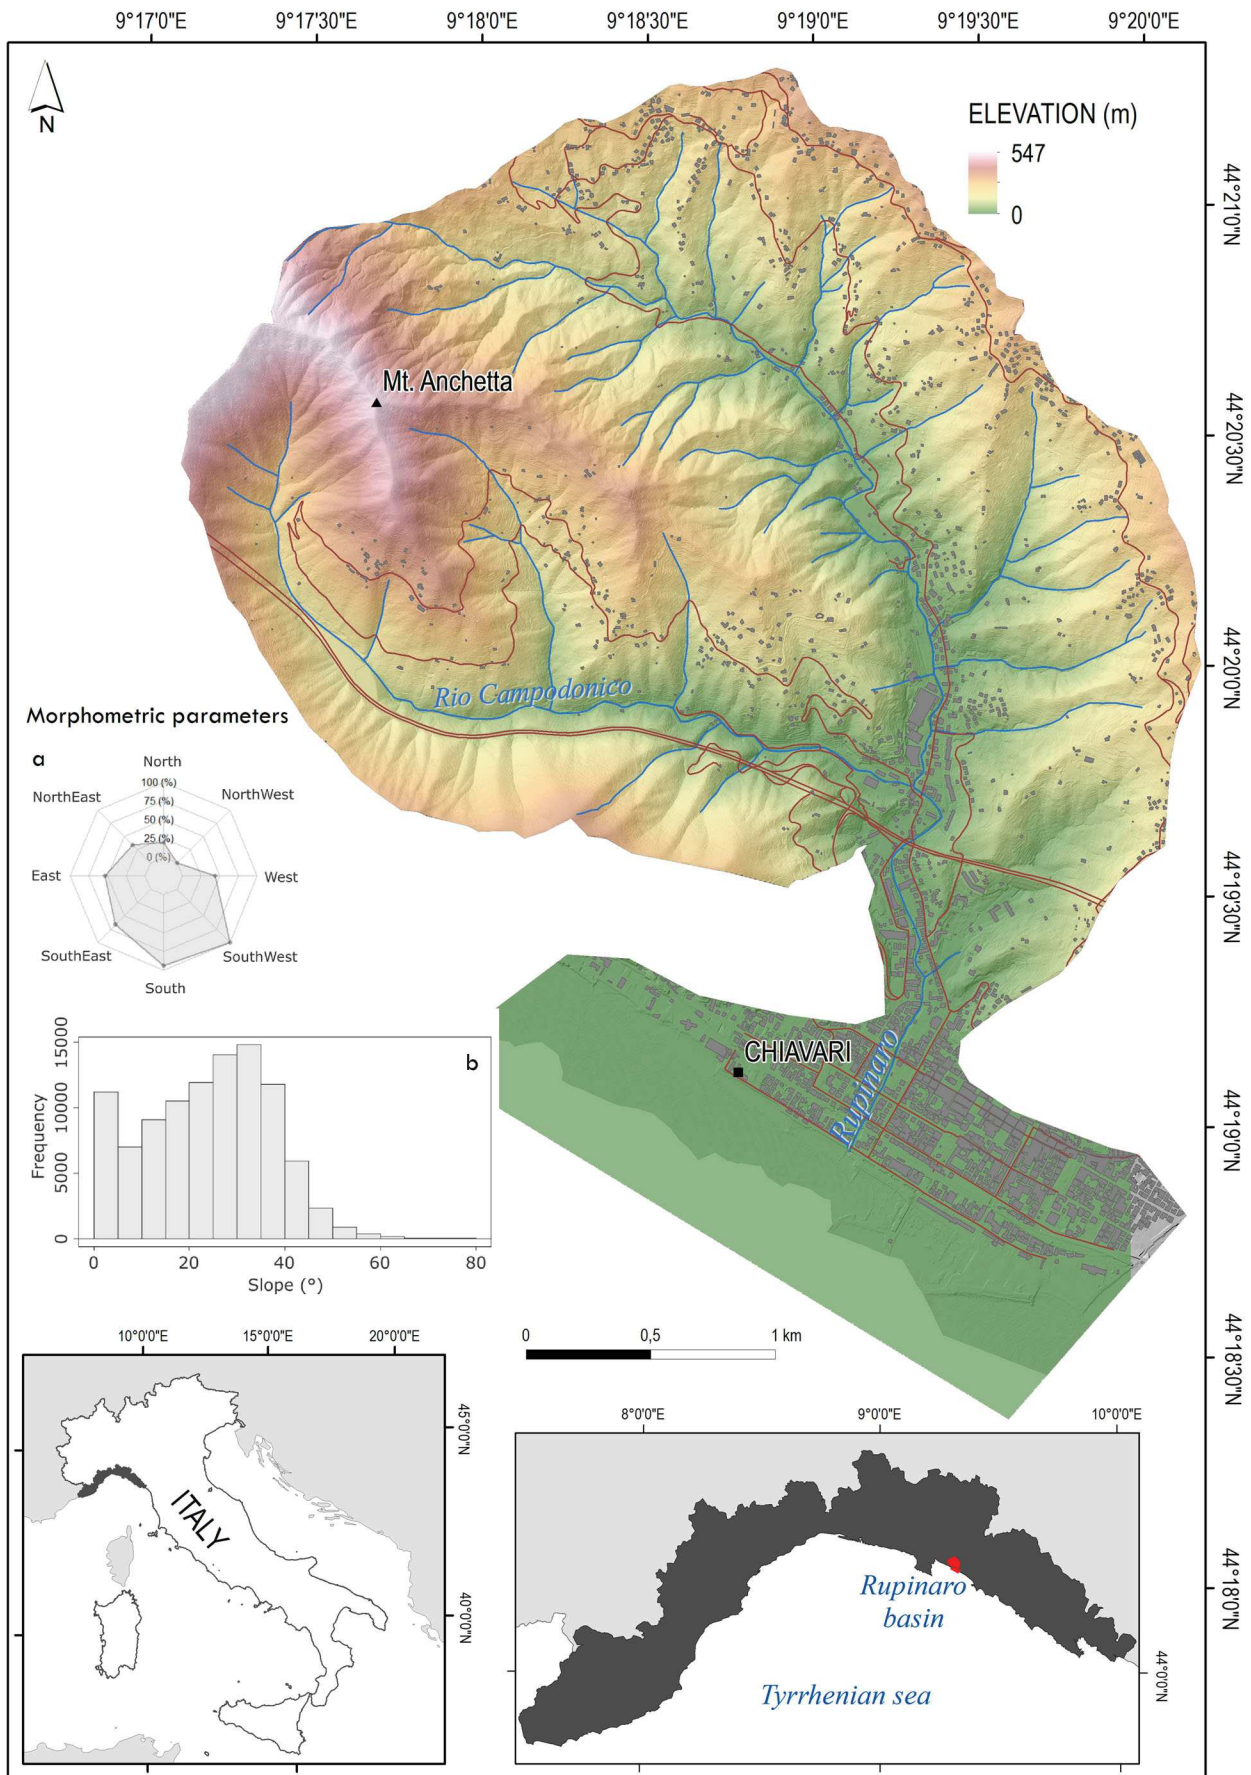 9°17'0"E 9°17'30"E 9°18'0"E 9°18'30"E 9°19'0"E 9°19'30"E 9°20'0"E
N
ELEVATION (m)
547
0
44°21'0"N
Mt. Anchetta
44°20'30"N
44°20'0"N
Rio Campodonico
Morphometric parameters
a
North
100 (%)
75 (%)
50 (%)
25 (%)
0 (%)
NorthEast
NorthWest
East
West
SouthEast
SouthWest
South
44°19'30"N
b
Frequency
15000
10000
5000
0
0 20 40 60 80
Slope (°)
CHIAVARI
Rupinaro
44°19'0"N
44°18'30"N
0 0,5 1 km
10°0'0"E 15°0'0"E 20°0'0"E
45°0'0"N
40°0'0"N
ITALY
8°0'0"E 9°0'0"E 10°0'0"E
44°18'0"N
Rupinaro
basin
Tyrrhenian sea
44°0'0"N